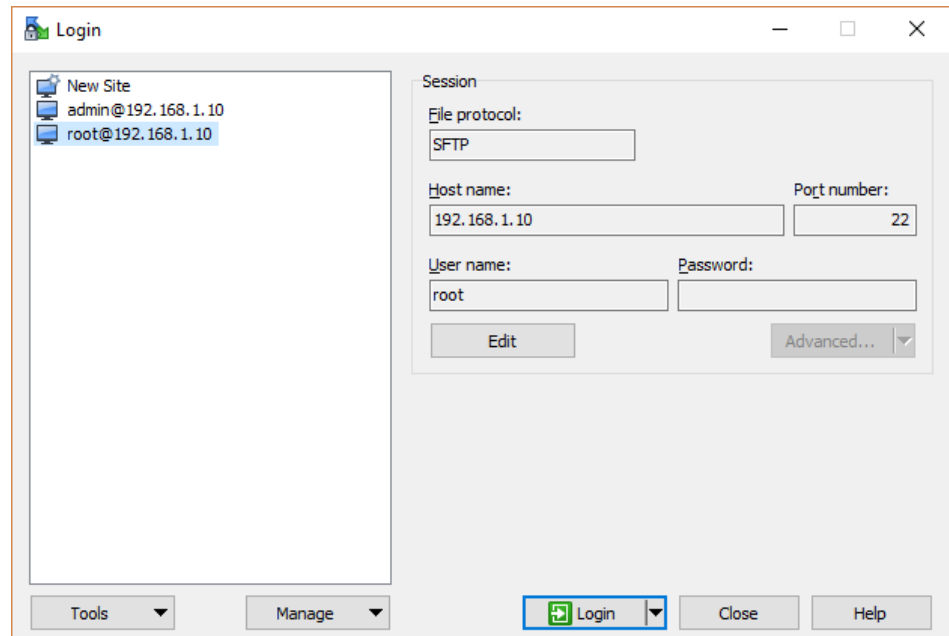 Login
New Site
admin@192.168.1.10
root@192.168.1.10
Session
File protocol:
SFTP
Host name:
Port number:
192.168.1.10
22
User name:
Password:
root
Edit
Advanced...
Tools
Manage
Login
Close
Help